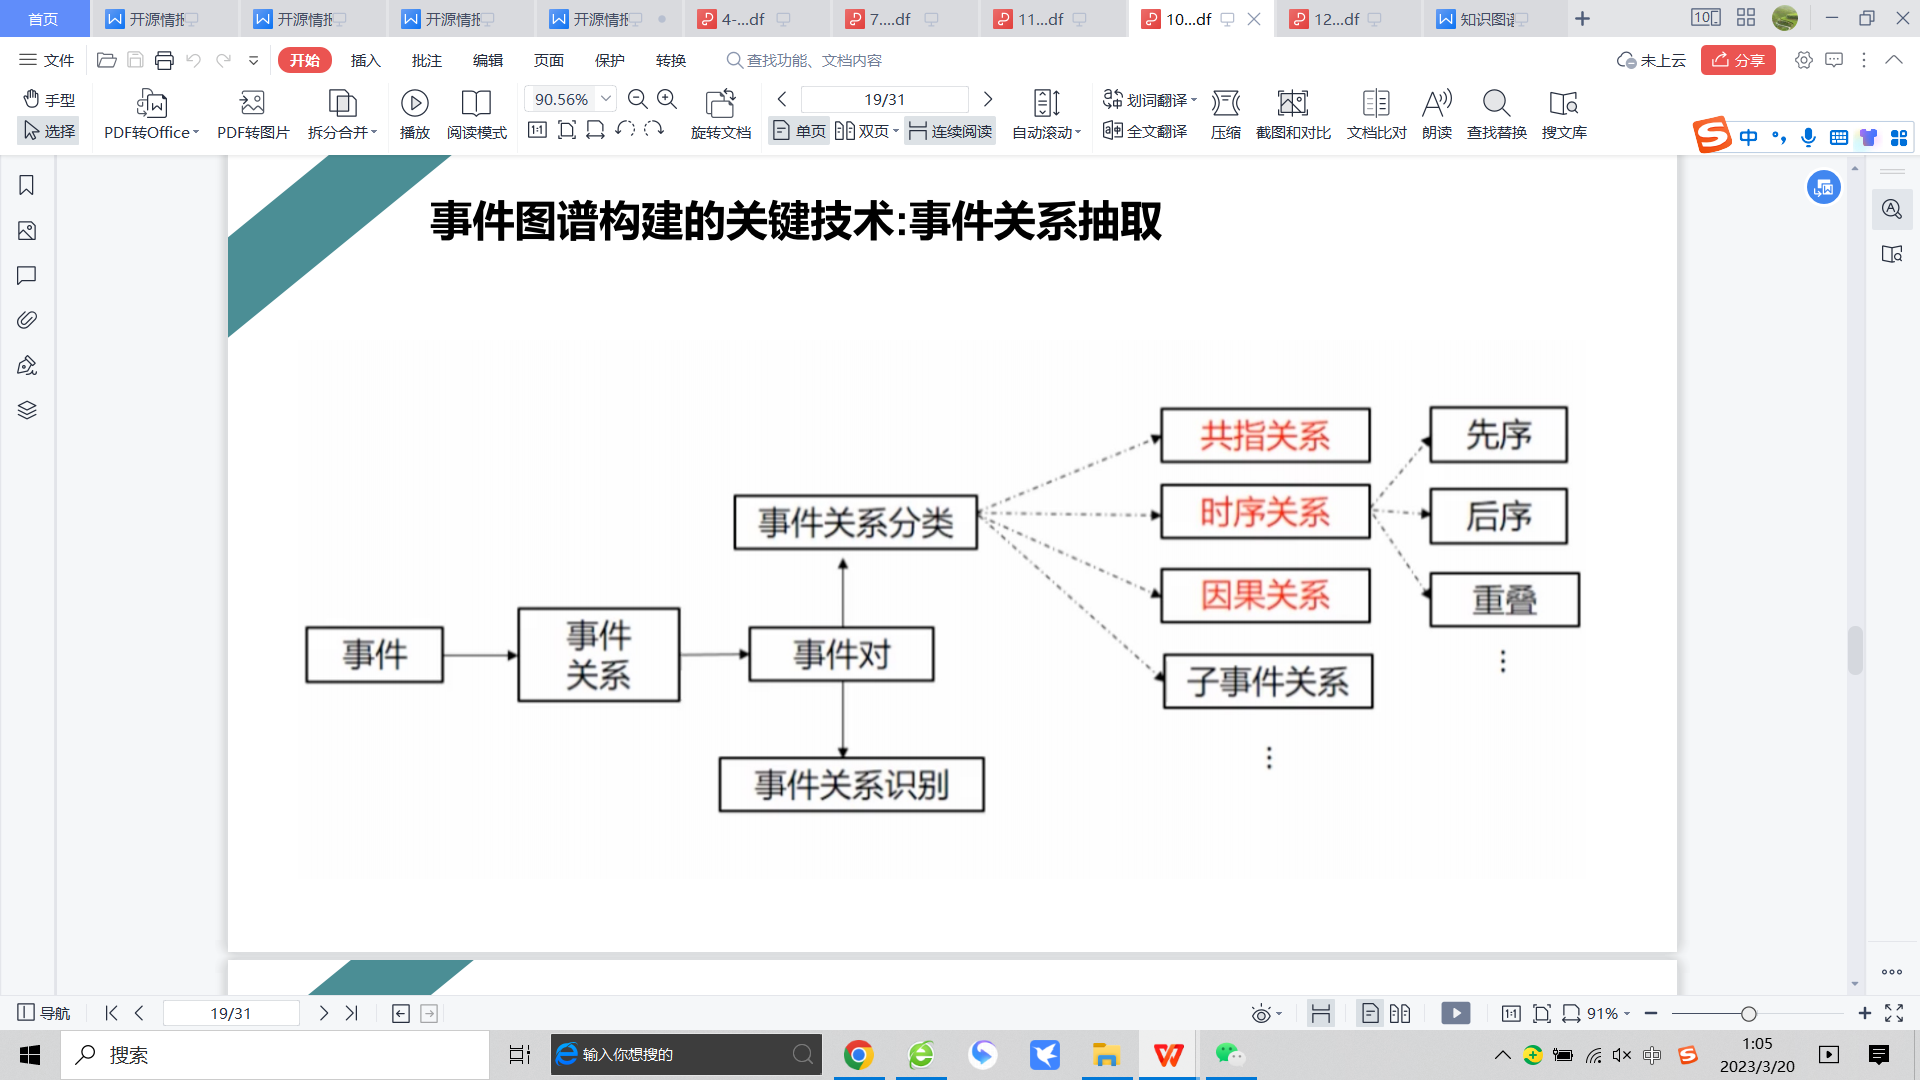 首页
开源情报
开源情报
开源情报
开源情报
4-...df
7....df
11...df
10...df
12...df
知识图谱
文件
开始
插入
批注
编辑
页面
保护
转换
查找功能、文档内容
未上云
分享
手型
选择
PDF转Office
PDF转图片
拆分合并
播放
阅读模式
90.56%
旋转文档
19/31
单页
双页
连续阅读
自动滚动
划词翻译
全文翻译
压缩
截图和对比
文档比对
朗读
查找替换
搜文库
中
事件图谱构建的关键技术:事件关系抽取
共指关系
先序
事件关系分类
时序关系
后序
因果关系
重叠
事件
事件
关系
事件对
子事件关系
事件关系识别
导航
19/31
91%
搜索
输入你想搜的
1:05
2023/3/20